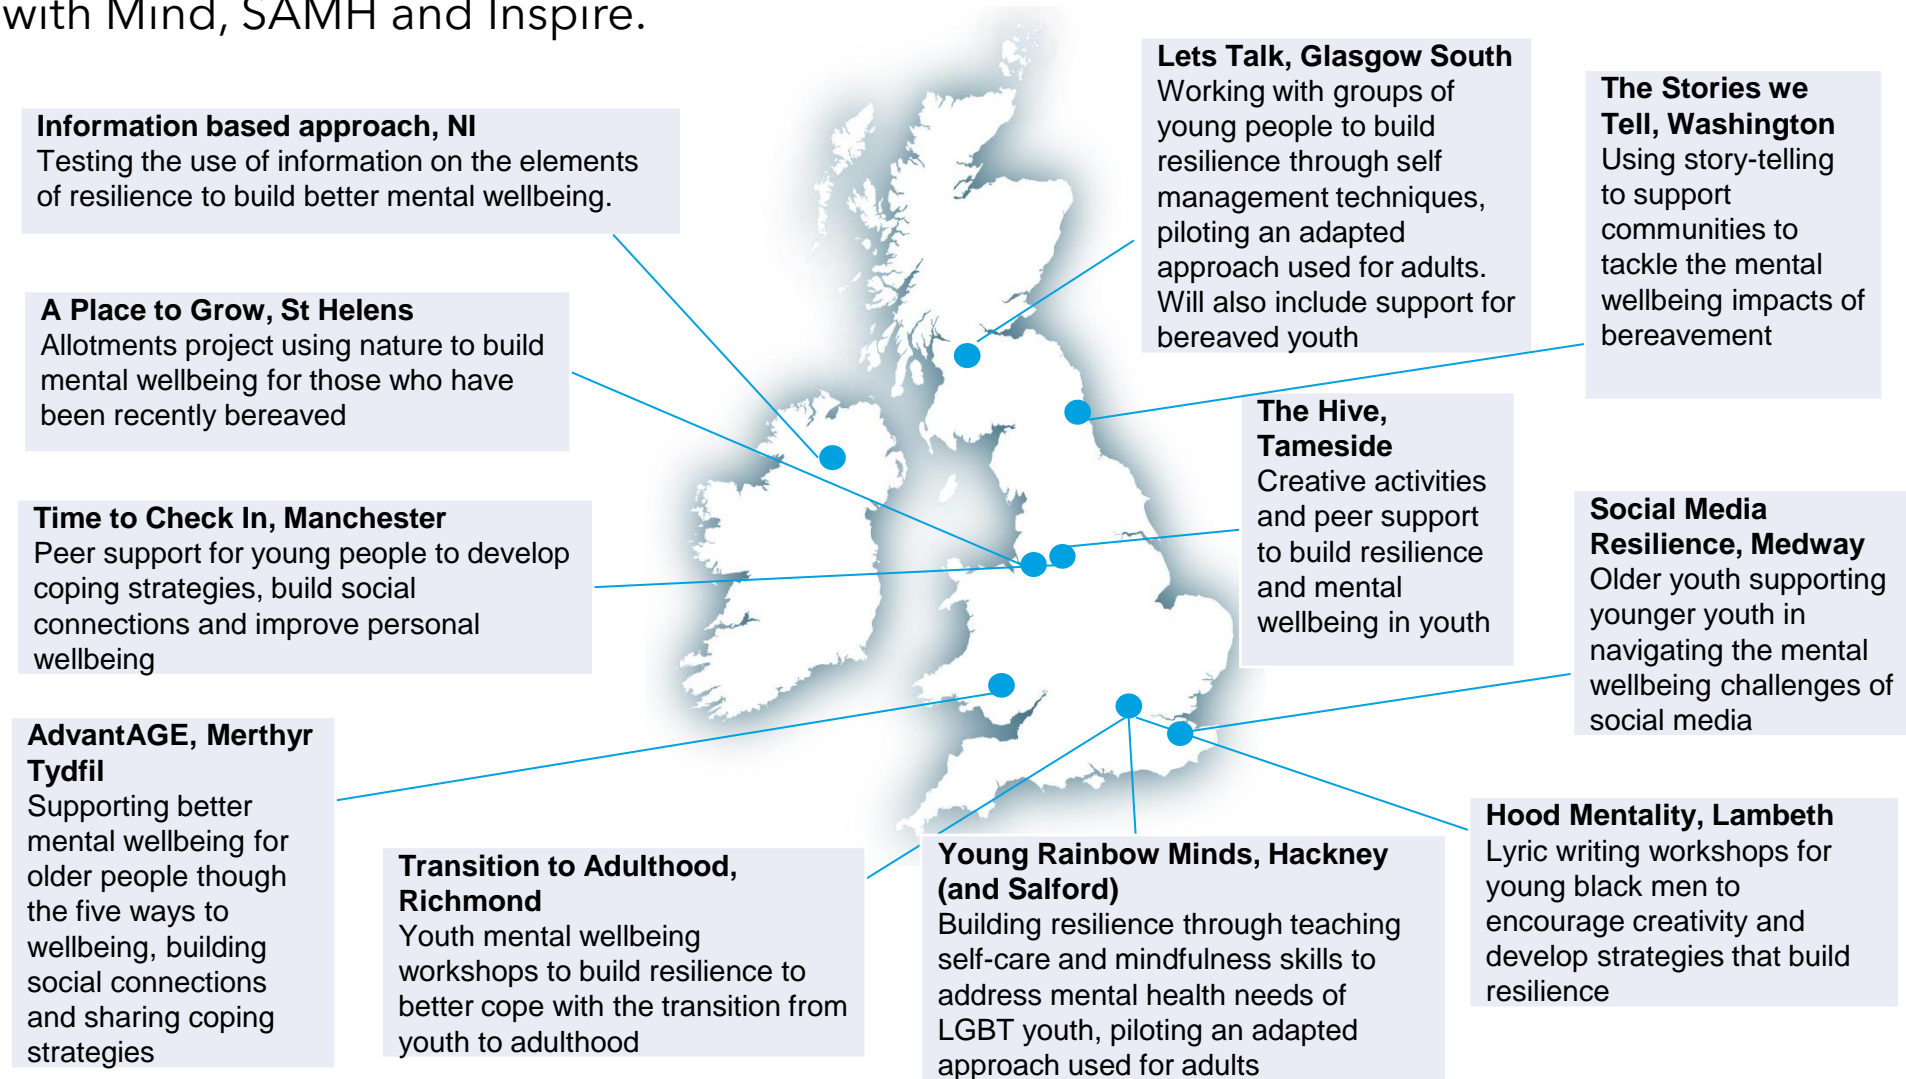 with Mind, SAMH and Inspire.
Information based approach, NI
Testing the use of information on the elements
of resilience to build better mental wellbeing.
A Place to Grow, St Helens
Allotments project using nature to build
mental wellbeing for those who have
been recently bereaved
Time to Check In, Manchester
Peer support for young people to develop
coping strategies, build social
connections and improve personal
wellbeing
AdvantAGE, Merthyr
Tydfil
Supporting better
mental wellbeing for
older people though
the five ways to
wellbeing, building
social connections
and sharing coping
strategies
Transition to Adulthood,
Richmond
Youth mental wellbeing
workshops to build resilience to
better cope with the transition from
youth to adulthood
Lets Talk, Glasgow South
Working with groups of
young people to build
resilience through self
management techniques,
piloting an adapted
approach used for adults.
Will also include support for
bereaved youth
The Stories we
Tell, Washington
Using story-telling
to support
communities to
tackle the mental
wellbeing impacts of
bereavement
The Hive,
Tameside
Creative activities
and peer support
to build resilience
and mental
wellbeing in youth
Social Media
Resilience, Medway
Older youth supporting
younger youth in
navigating the mental
wellbeing challenges of
social media
Young Rainbow Minds, Hackney
(and Salford)
Building resilience through teaching
self-care and mindfulness skills to
address mental health needs of
LGBT youth, piloting an adapted
approach used for adults
Hood Mentality, Lambeth
Lyric writing workshops for
young black men to
encourage creativity and
develop strategies that build
resilience